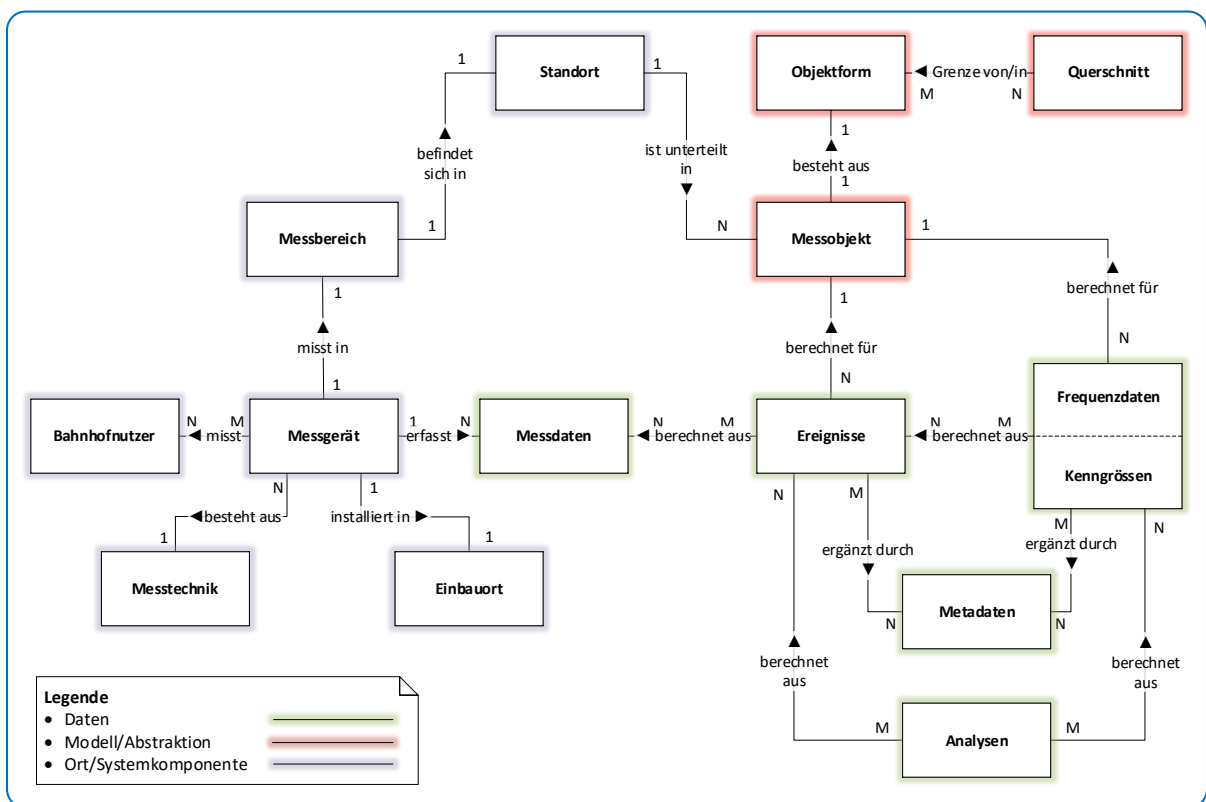 Standort
Objektform
Querschnitt
1
1
Grenze von/in
M
N
1
befindet
sich in
ist unterteilt
in
besteht aus
1
Messbereich
1
N
Messobjekt
1
1
1
berechnet für
misst in
berechnet für
N
1
N
Bahnhofnutzer
N
misst
M
Messgerät
1
erfasst
N
Messdaten
N
berechnet aus
M
Ereignisse
N
berechnet aus
M
Frequenzdaten
Kenngrössen
N
1
N
M
M
N
besteht aus
installiert in
ergänzt durch
ergänzt durch
1
1
Messtechnik
Einbauort
Metadaten
N
N
berechnet
aus
berechnet
aus
Legende
• Daten
• Modell/Abstraktion
• Ort/Systemkomponente
M
Analysen
M